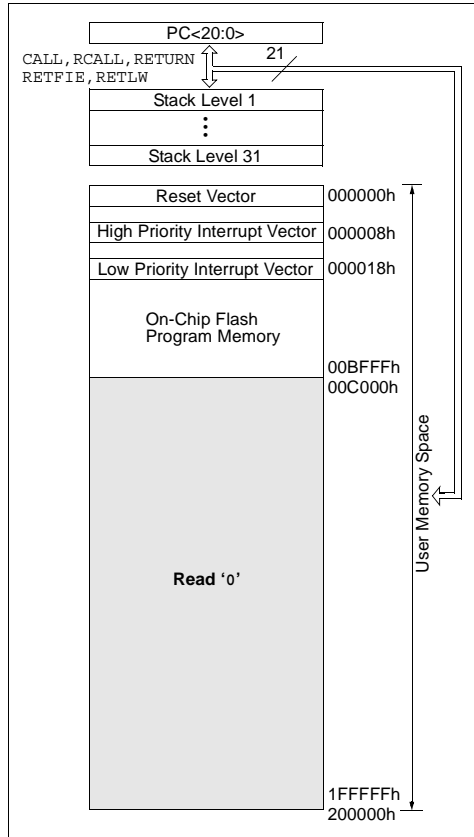 PC<20:0>
CALL,RCALL,RETURN
RETFIE,RETLW
21
Stack Level 1
Stack Level 31
Reset Vector
000000h
High Priority Interrupt Vector
000008h
Low Priority Interrupt Vector
000018h
On-Chip Flash
Program Memory
00BFFFh
00C000h
User Memory Space
Read ‘0’
1FFFFFh
200000h